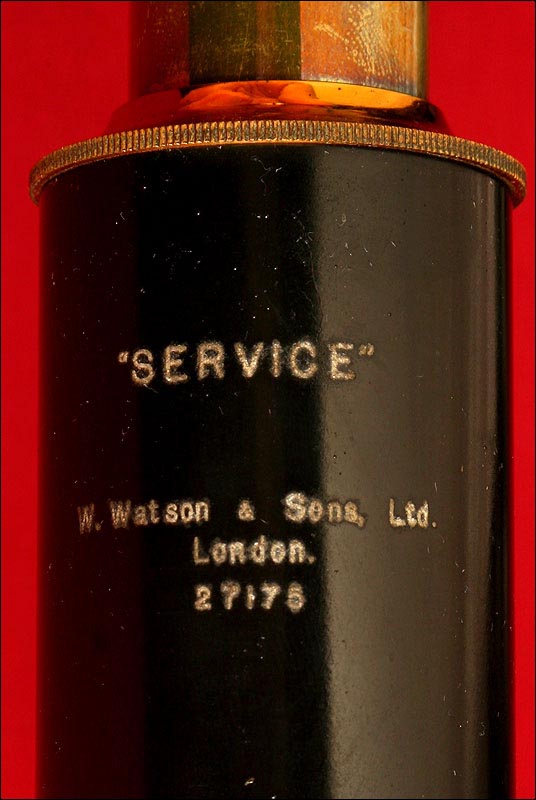 "SERVICE"
W. Watson & Sons, Ltd.
London.
27175